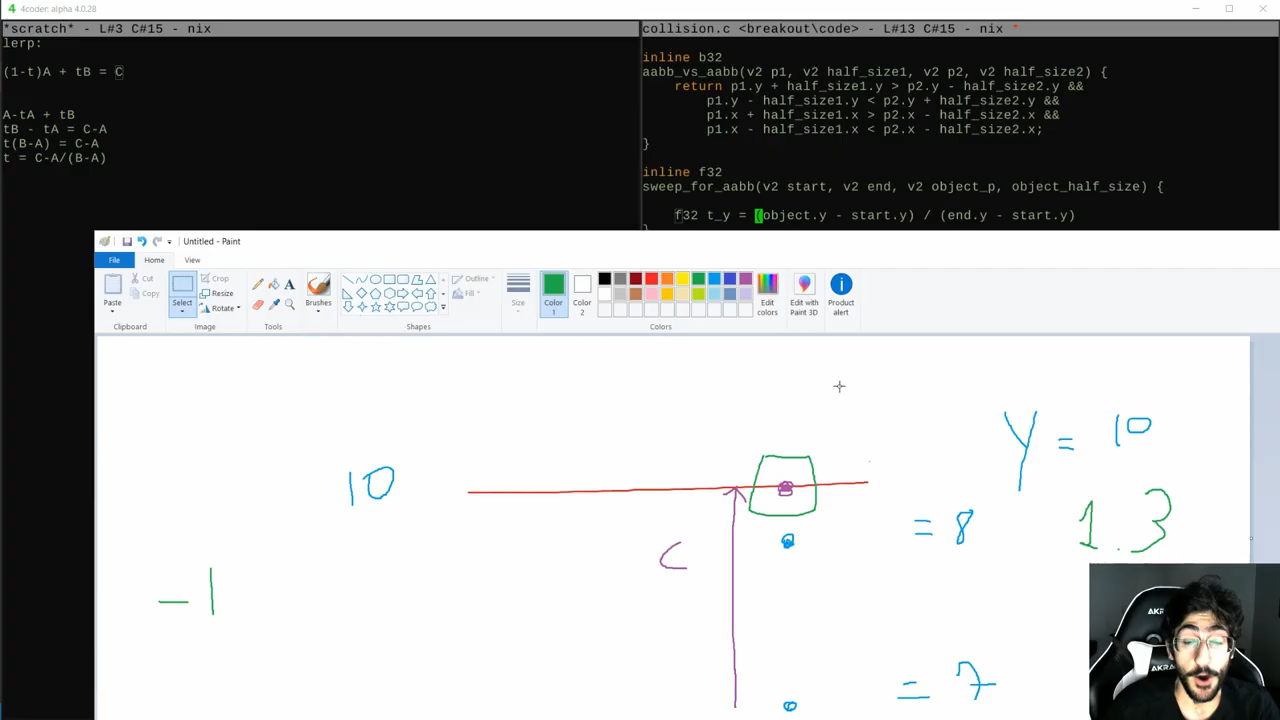 4coder: alpha 4.0.28
*scratch* - L#3 C#15 - nix
lerp:
(1-t)A + tB = C
A-tA + tB
tB - tA = C-A
t(B-A) = C-A
t = C-A/(B-A)
collision.c <breakout\code> - L#13 C#15 - nix *
inline b32
aabb_vs_aabb(v2 p1, v2 half_size1, v2 p2, v2 half_size2) {
return p1.y + half_size1.y > p2.y - half_size2.y &&
p1.y - half_size1.y < p2.y + half_size2.y &&
p1.x + half_size1.x > p2.x - half_size2.x &&
p1.x - half_size1.x < p2.x - half_size2.x;
}
inline f32
sweep_for_aabb(v2 start, v2 end, v2 object_p, object_half_size) {
f32 t_y = (object.y - start.y) / (end.y - start.y)
Untitled - Paint
File Home View
Paste
Cut
Copy
Clipboard
Select
Crop
Resize
Rotate
Image
Tools
Brushes
Shapes
Outline
Fill
Size
Color 1
Color 2
Colors
Edit colors
Edit with Paint 3D
Product alert
10
Y = 10
= 8
1.3
C
-1
= 7
AKRA